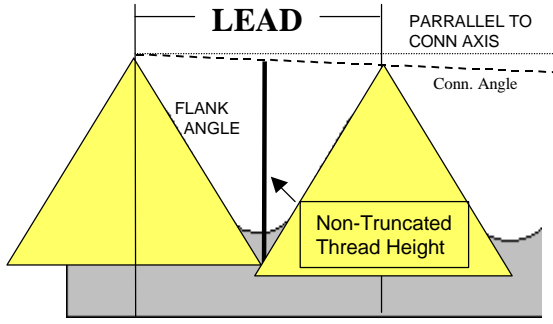 LEAD
PARRALLEL TO
CONN AXIS
Conn. Angle
FLANK
ANGLE
Non-Truncated
Thread Height